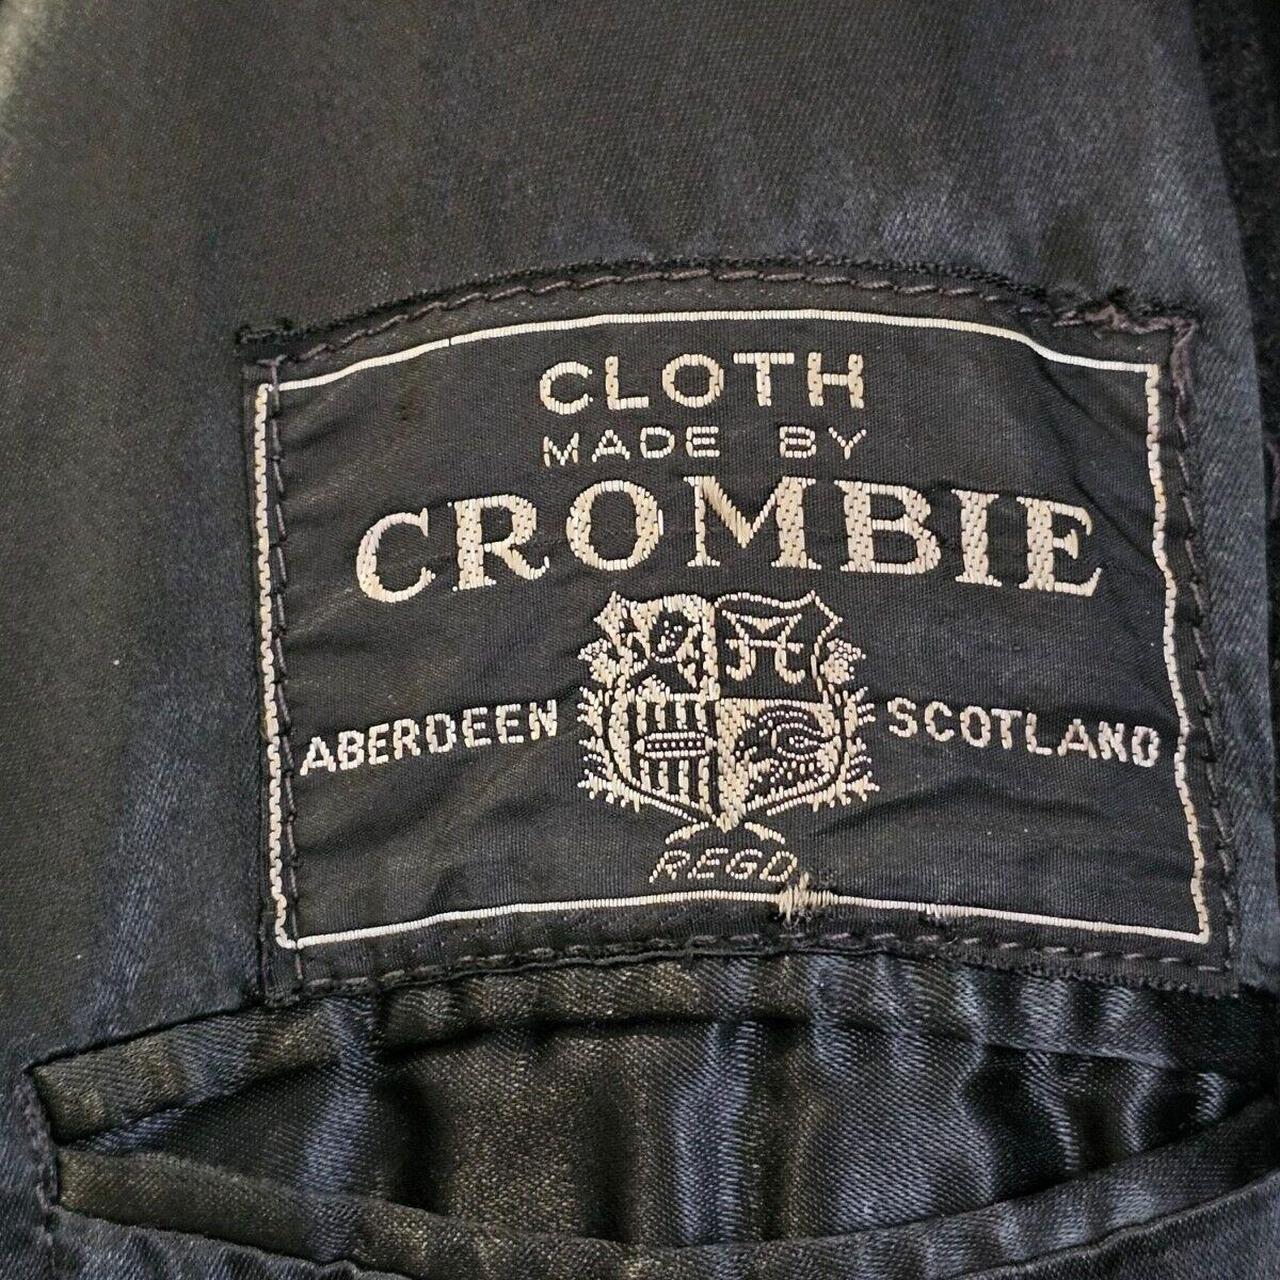 CLOTH
MADE BY
CROMBIE
ABERDEEN SCOTLAND
REGD